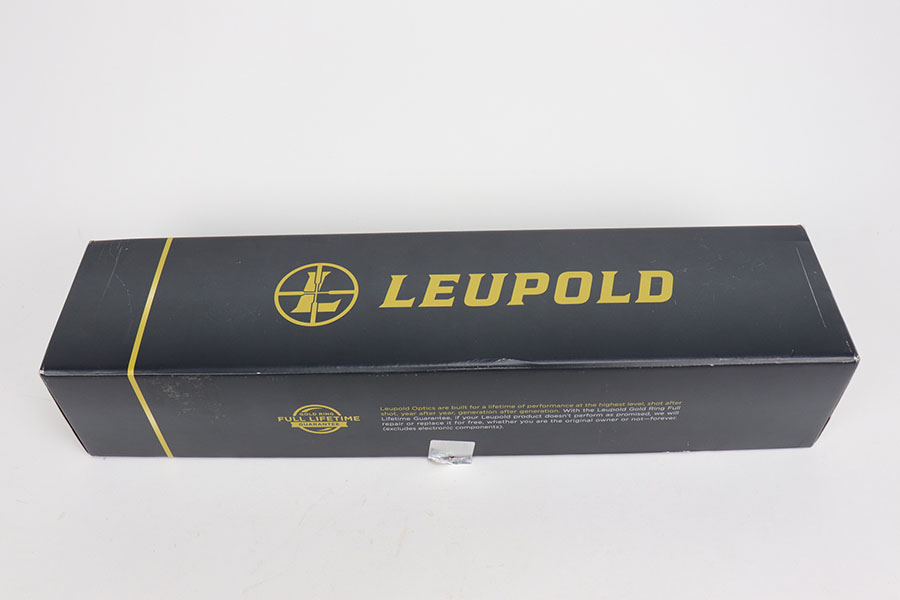 LEUPOLD
GOLD RING
FULL LIFETIME
GUARANTEE
Leupold Optics are built for a lifetime of performance at the highest level, shot after
shot, year after year, generation after generation. With the Leupold Gold Ring Full
Lifetime Guarantee, if your Leupold product doesn't perform as promised, we will
repair or replace it for free, whether you are the original owner or not—forever.
(excludes electronic components).